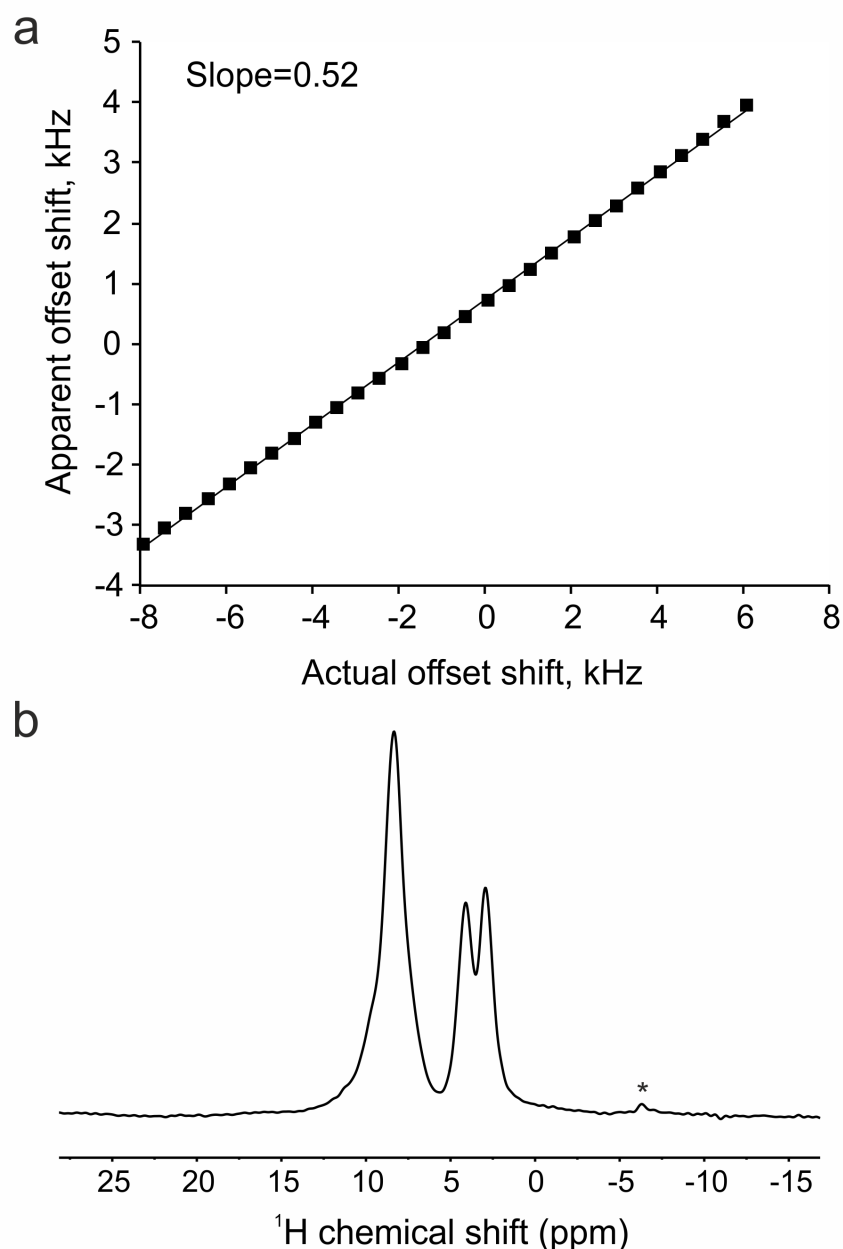 a
Slope=0.52
5
4
3
2
1
0
-1
-2
-3
-4
Apparent offset shift, kHz
-8 -6 -4 -2 0 2 4 6 8
Actual offset shift, kHz
b
*
25 20 15 10 5 0 -5 -10 -15
¹H chemical shift (ppm)